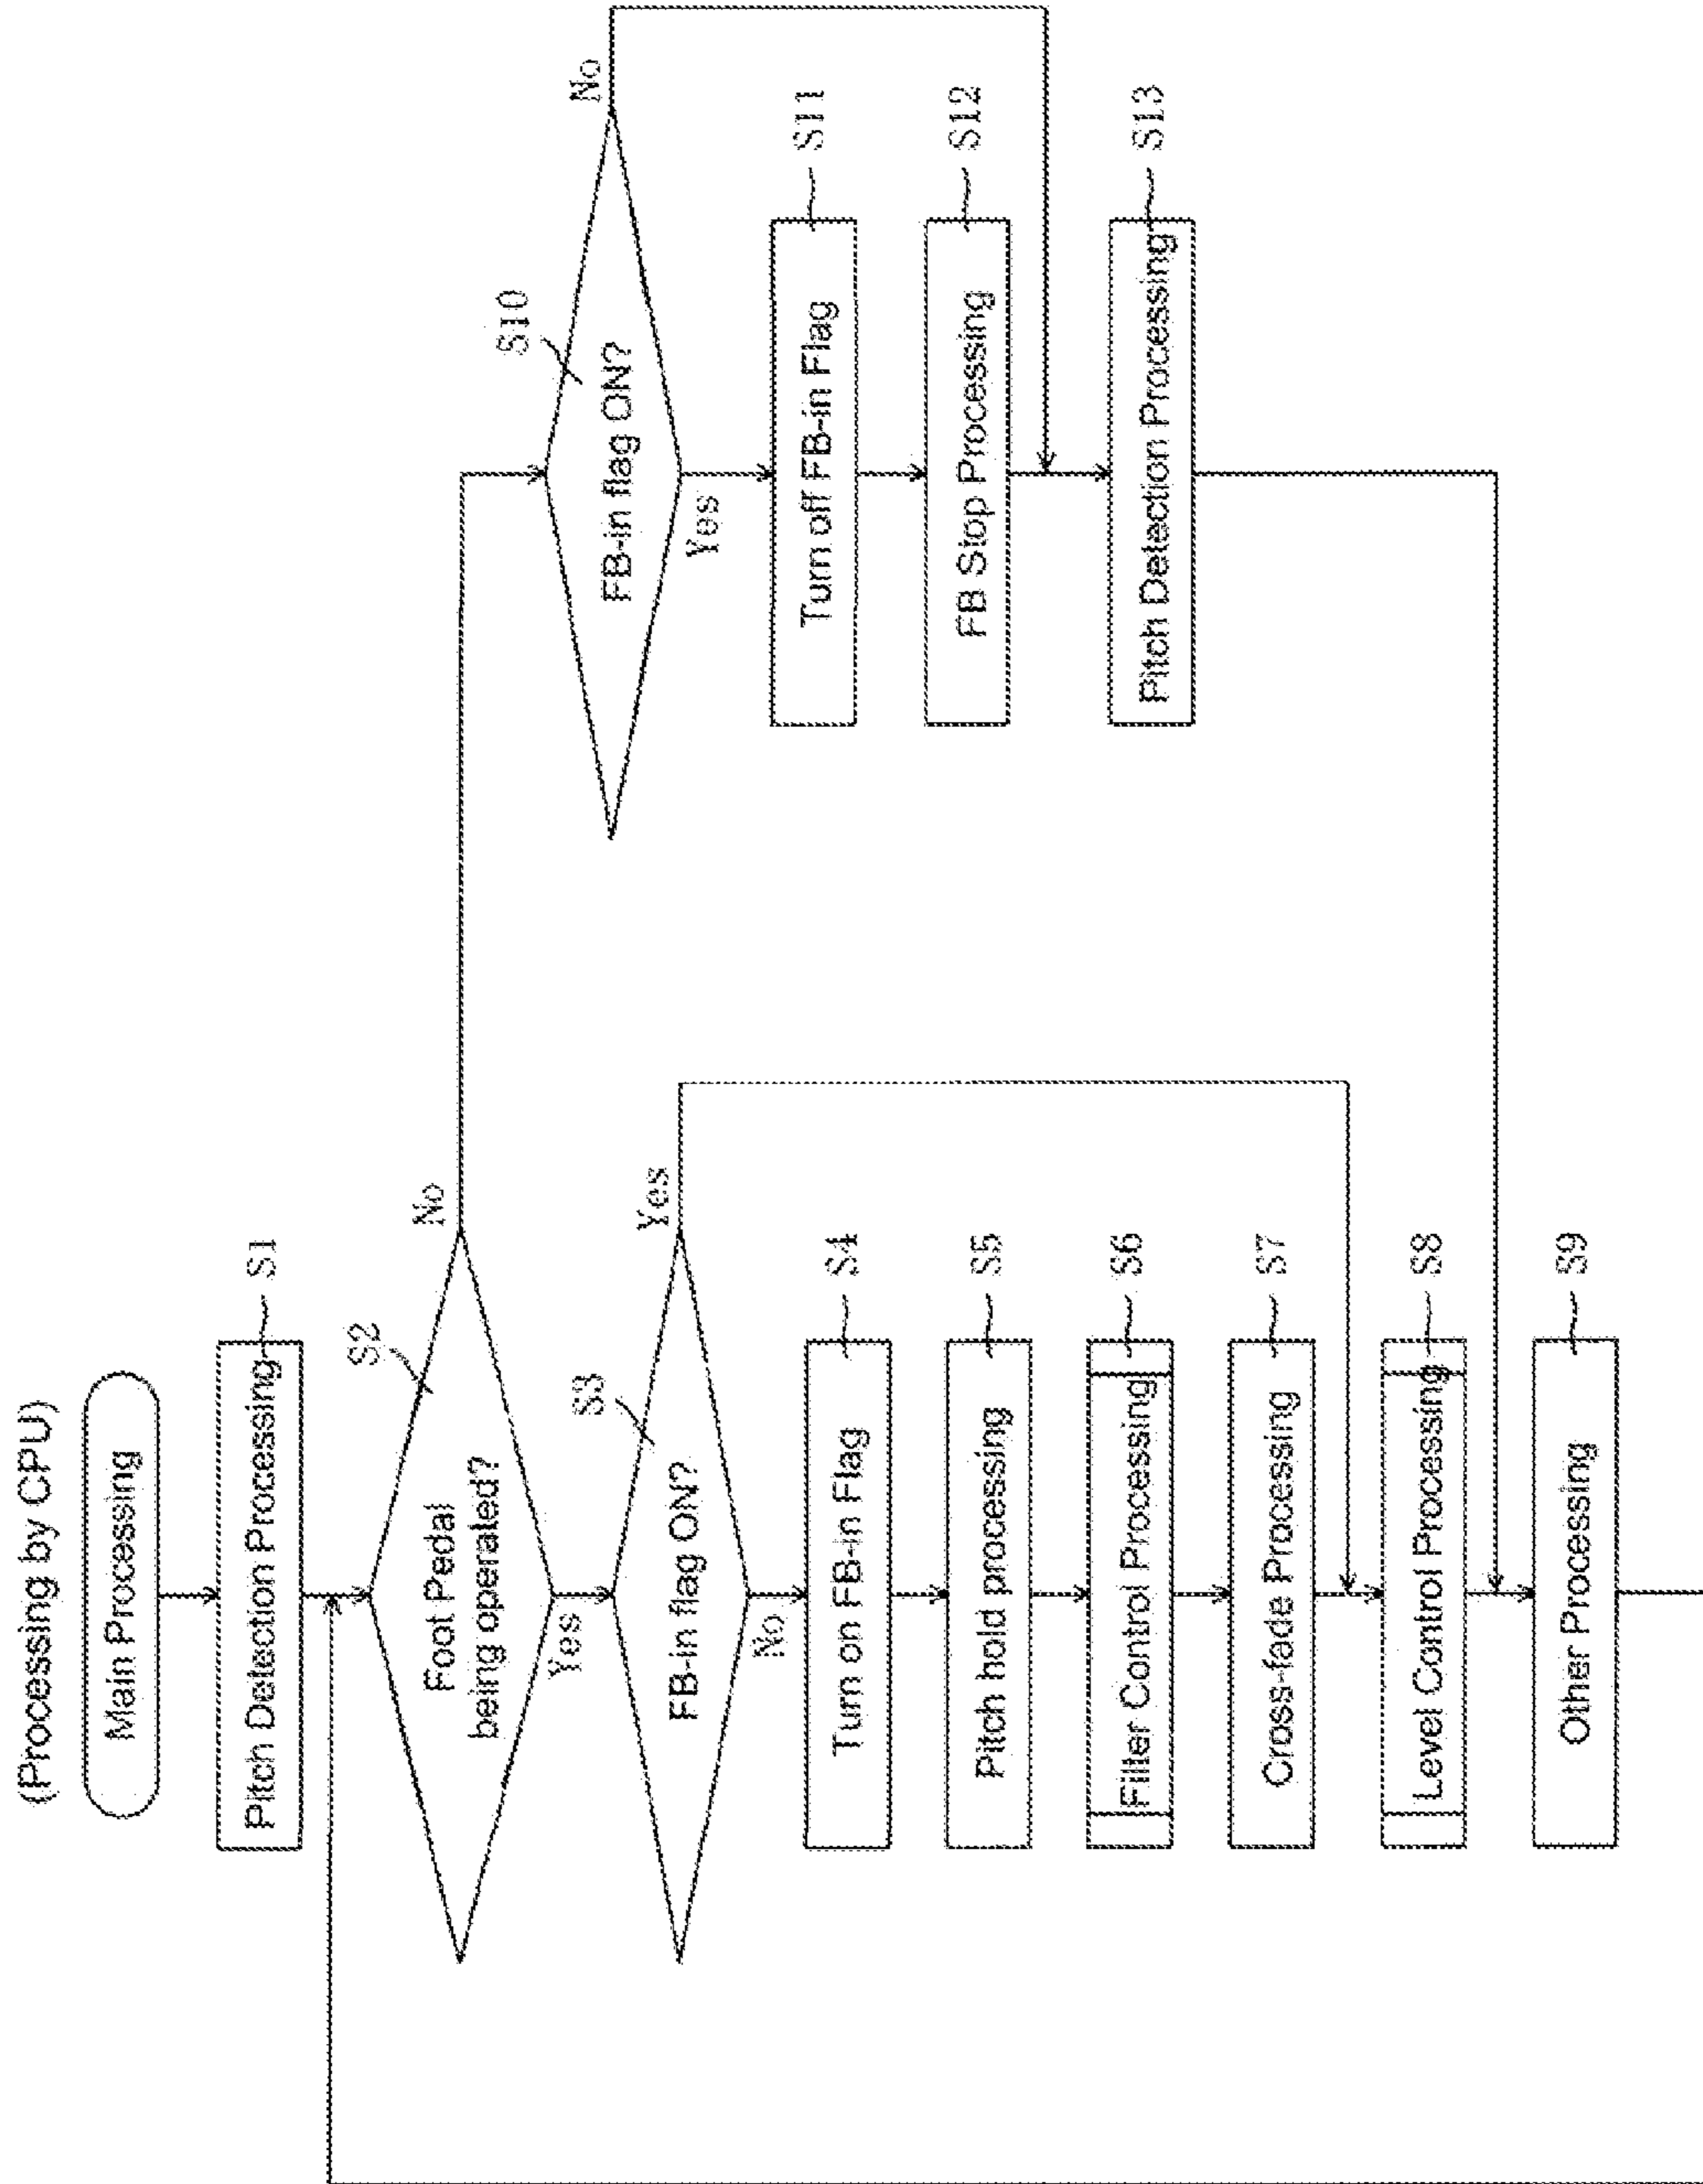 (Processing by CPU)
Main Processing
Pitch Detection Processing
S1
S2
Foot Pedal
being operated?
No
Yes
S3
FB-in flag ON?
Yes
No
Turn on FB-in Flag
S4
Pitch hold processing
S5
Filter Control Processing
S6
Cross-fade Processing
S7
Level Control Processing
S8
Other Processing
S9
S10
FB-in flag ON?
No
Yes
Turn off FB-in Flag
S11
FB Stop Processing
S12
Pitch Detection Processing
S13